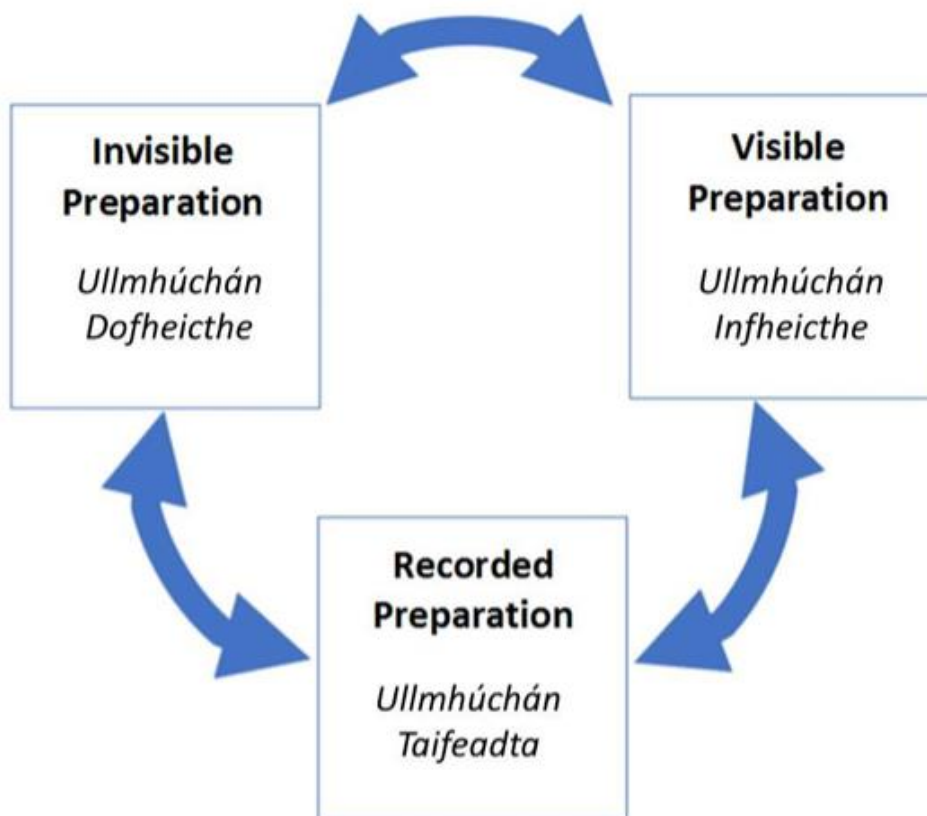 Invisible
Preparation
Ullmhúchán
Dofheicthe
Visible
Preparation
Ullmhúchán
Infheicthe
Recorded
Preparation
Ullmhúchán
Taifeadta